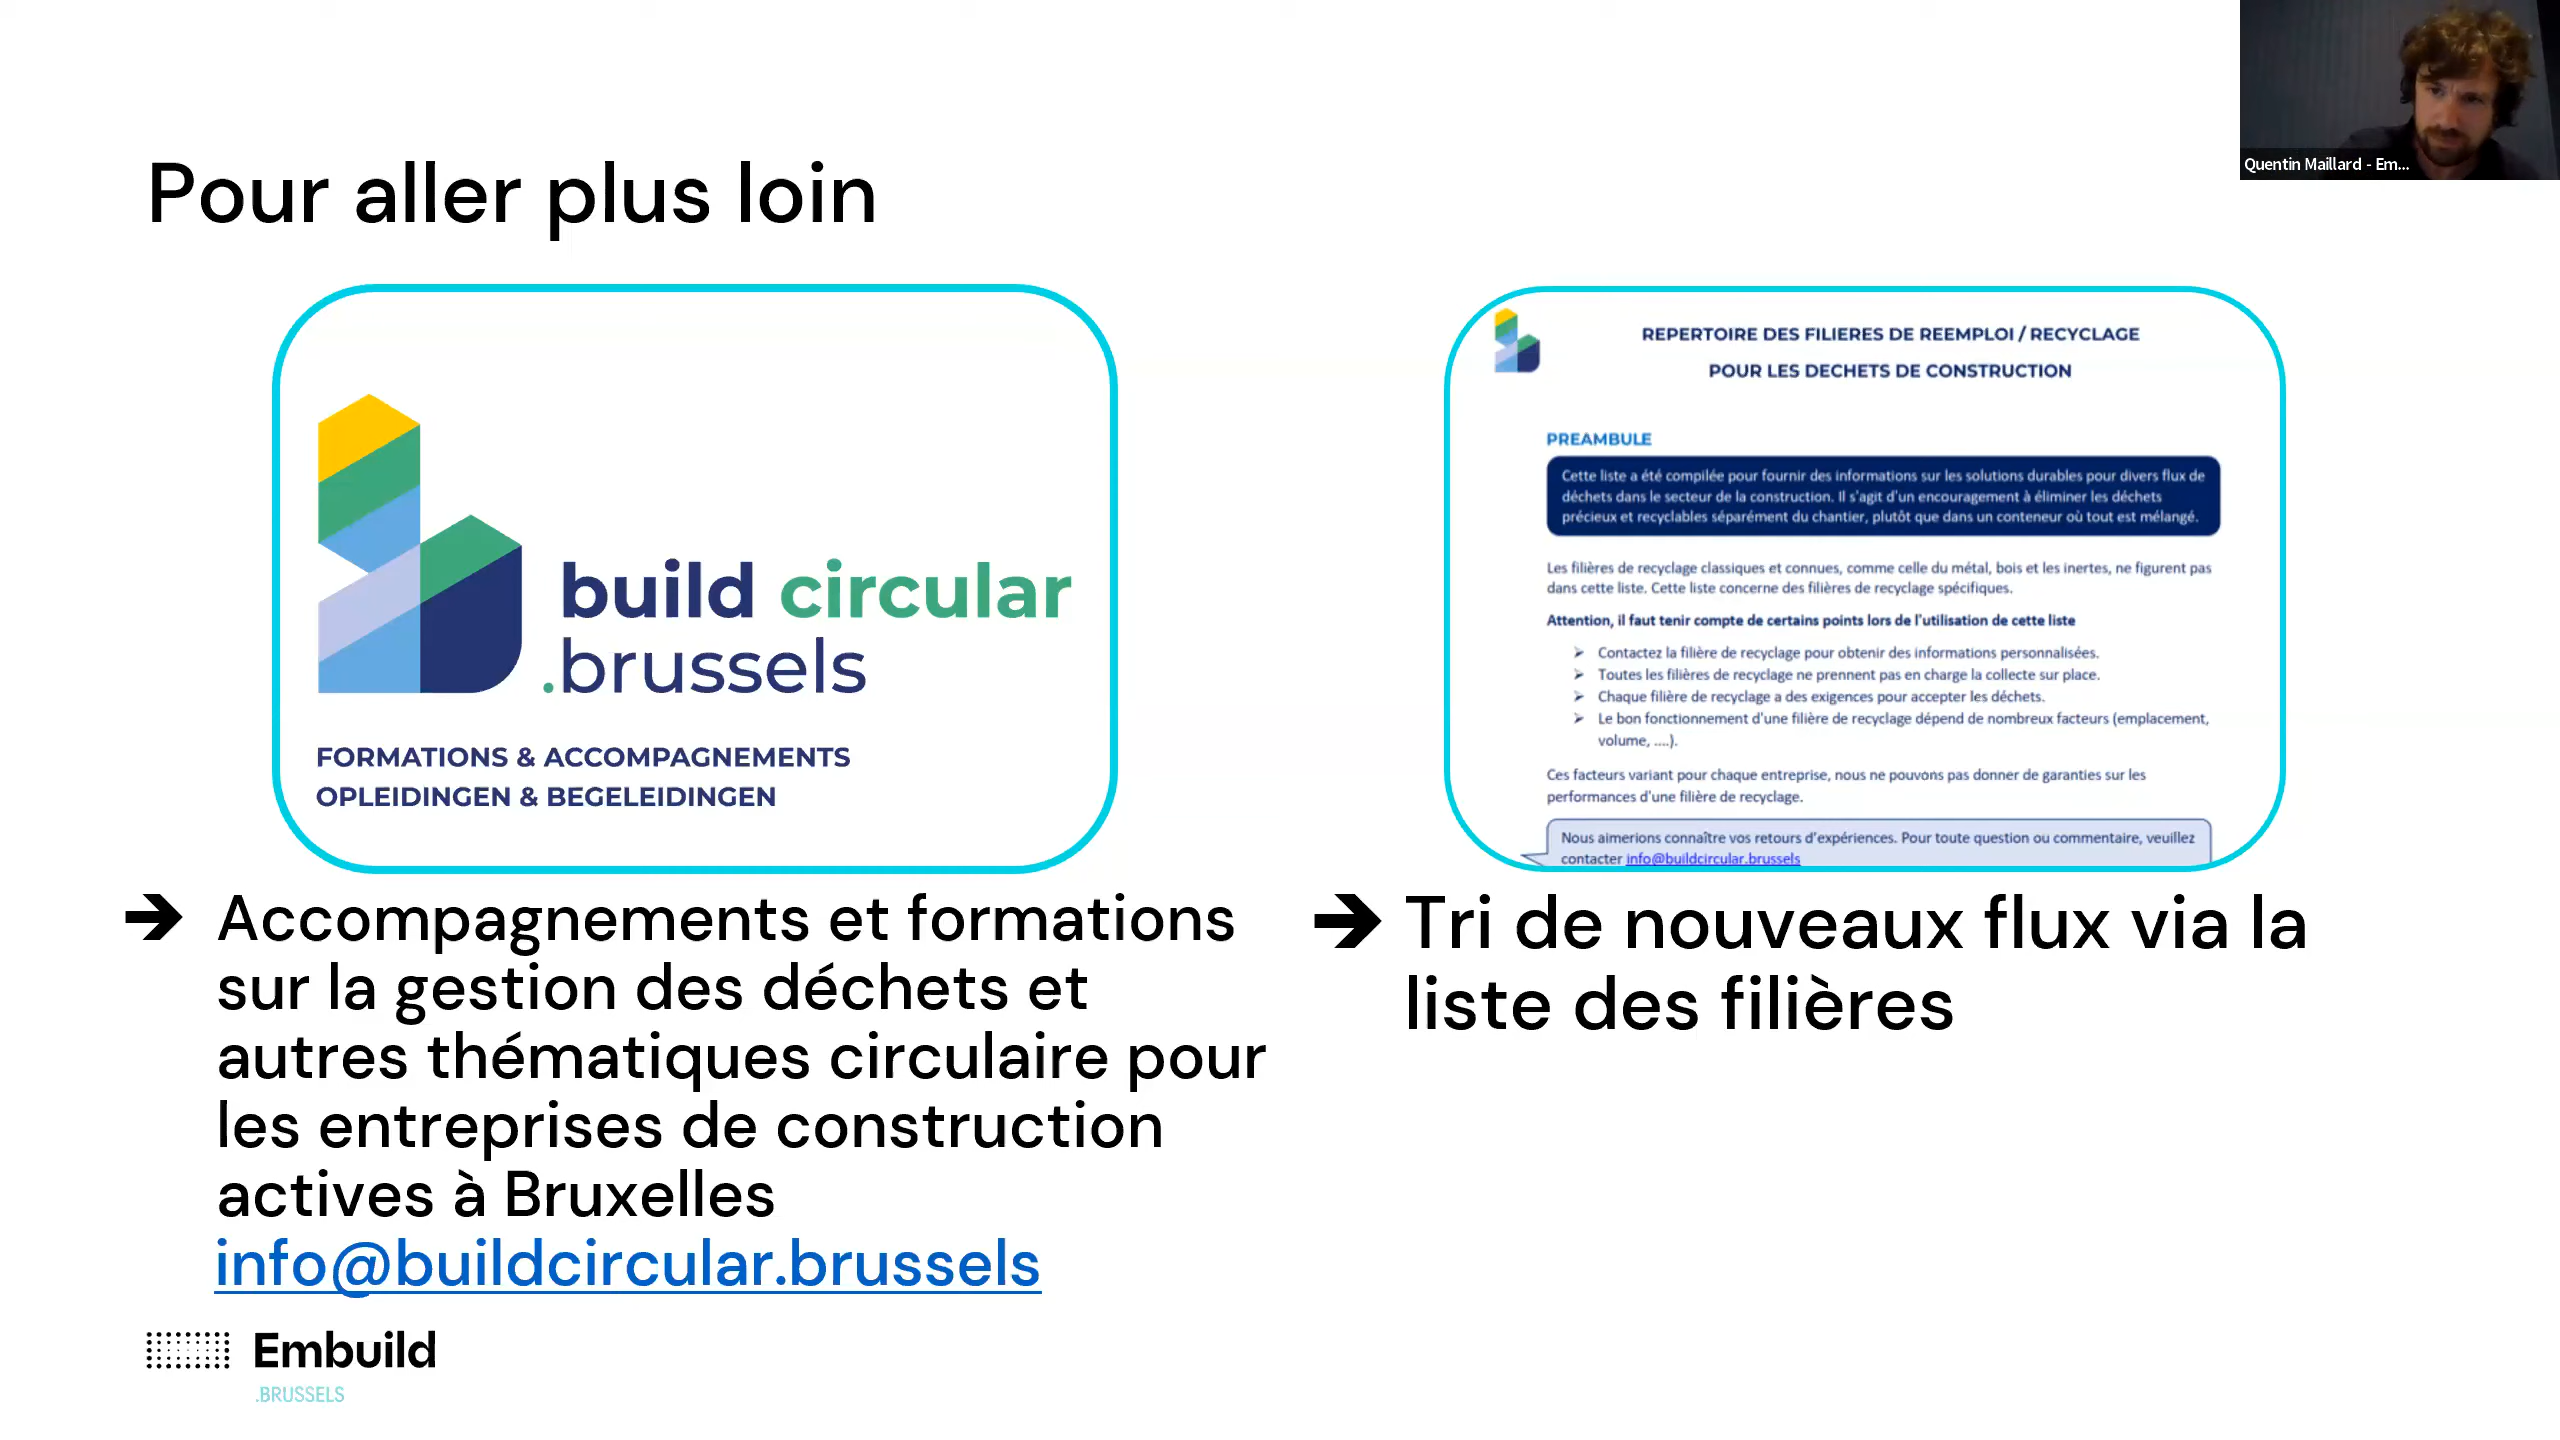 Quentin Maillard - Em...
Pour aller plus loin
build circular
.brussels
FORMATIONS & ACCOMPAGNEMENTS
OPLEIDINGEN & BEGELEIDINGEN
REPERTOIRE DES FILIERES DE REEMPLOI / RECYCLAGE
POUR LES DECHETS DE CONSTRUCTION
PREAMBULE
Cette liste a été compilée pour fournir des informations sur les solutions durables pour divers flux de
déchets dans le secteur de la construction. Il s'agit d'un encouragement à éliminer les déchets
précieux et recyclables séparément du chantier, plutôt que dans un conteneur où tout est mélangé.
Les filières de recyclage classiques et connues, comme celle du métal, bois et les inertes, ne figurent pas
dans cette liste. Cette liste concerne des filières de recyclage spécifiques.
Attention, il faut tenir compte de certains points lors de l'utilisation de cette liste
➤ Contactez la filière de recyclage pour obtenir des informations personnalisées.
➤ Toutes les filières de recyclage ne prennent pas en charge la collecte sur place.
➤ Chaque filière de recyclage a des exigences pour accepter les déchets.
➤ Le bon fonctionnement d'une filière de recyclage dépend de nombreux facteurs (emplacement,
volume, ....).
Ces facteurs variant pour chaque entreprise, nous ne pouvons pas donner de garanties sur les
performances d'une filière de recyclage.
Nous aimerions connaître vos retours d'expériences. Pour toute question ou commentaire, veuillez
contacter info@buildcircular.brussels
➔ Accompagnements et formations
sur la gestion des déchets et
autres thématiques circulaire pour
les entreprises de construction
actives à Bruxelles
info@buildcircular.brussels
➔ Tri de nouveaux flux via la
liste des filières
Embuild
.BRUSSELS